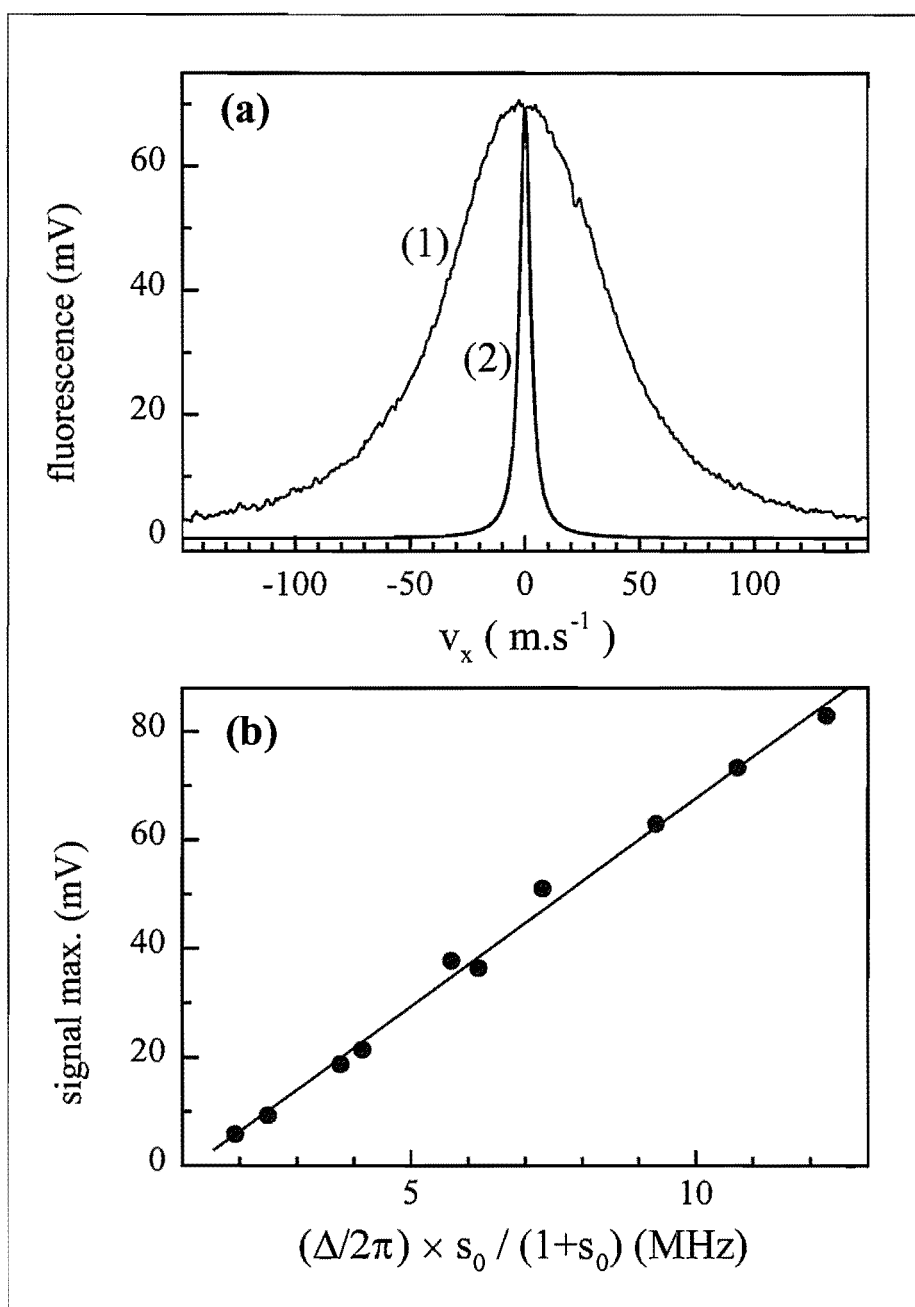 (a)
60
40
20
0
fluorescence (mV)
(1)
(2)
-100 -50 0 50 100
v_x ( m.s^-1 )
(b)
80
60
40
20
0
signal max. (mV)
5 10
(Δ/2π) × s_0 / (1+s_0) (MHz)